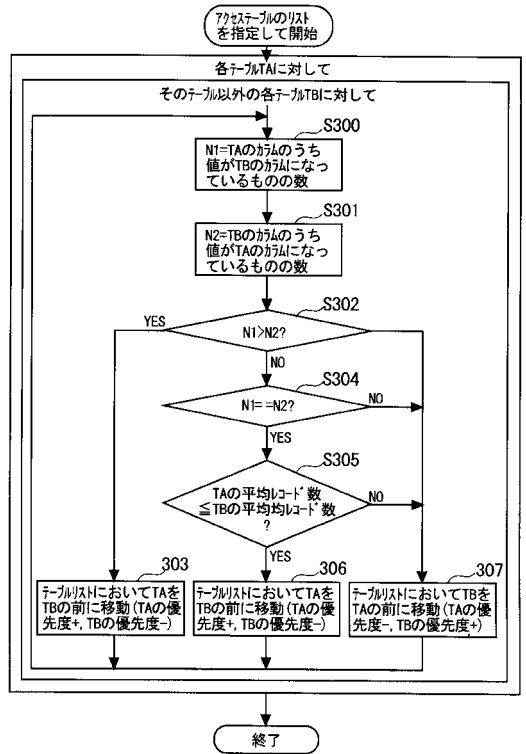 アクセステーブルのリスト
を指定して開始
各テーブルTAに対して
そのテーブル以外の各テーブルTBに対して
S300
N1=TAのカラムのうち
値がTBのカラムになっ
ているものの数
S301
N2=TBのカラムのうち
値がTAのカラムになっ
ているものの数
S302
YES
N1>N2?
NO
S304
N1==N2?
NO
YES
S305
TAの平均レコード数
≦TBの平均均レコード数
?
NO
YES
303
テーブルリストにおいてTAを
TBの前に移動(TAの優
先度+, TBの優先度-)
306
テーブルリストにおいてTAを
TBの前に移動(TAの優
先度+, TBの優先度-)
307
テーブルリストにおいてTBを
TAの前に移動(TAの優
先度-, TBの優先度+)
終了